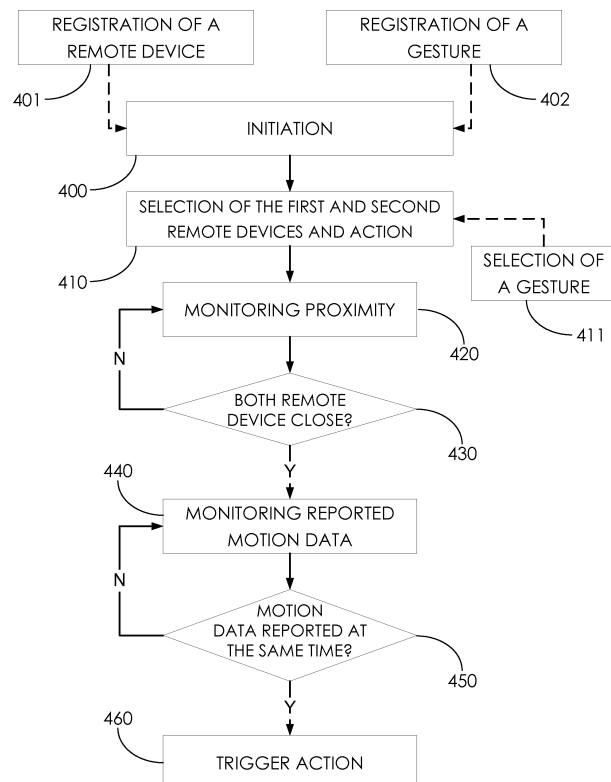 REGISTRATION OF A
REMOTE DEVICE
401
REGISTRATION OF A
GESTURE
402
INITIATION
400
SELECTION OF THE FIRST AND SECOND
REMOTE DEVICES AND ACTION
410
SELECTION OF
A GESTURE
411
MONITORING PROXIMITY
420
N
BOTH REMOTE
DEVICE CLOSE?
430
Y
440
MONITORING REPORTED
MOTION DATA
N
MOTION
DATA REPORTED AT
THE SAME TIME?
450
Y
460
TRIGGER ACTION